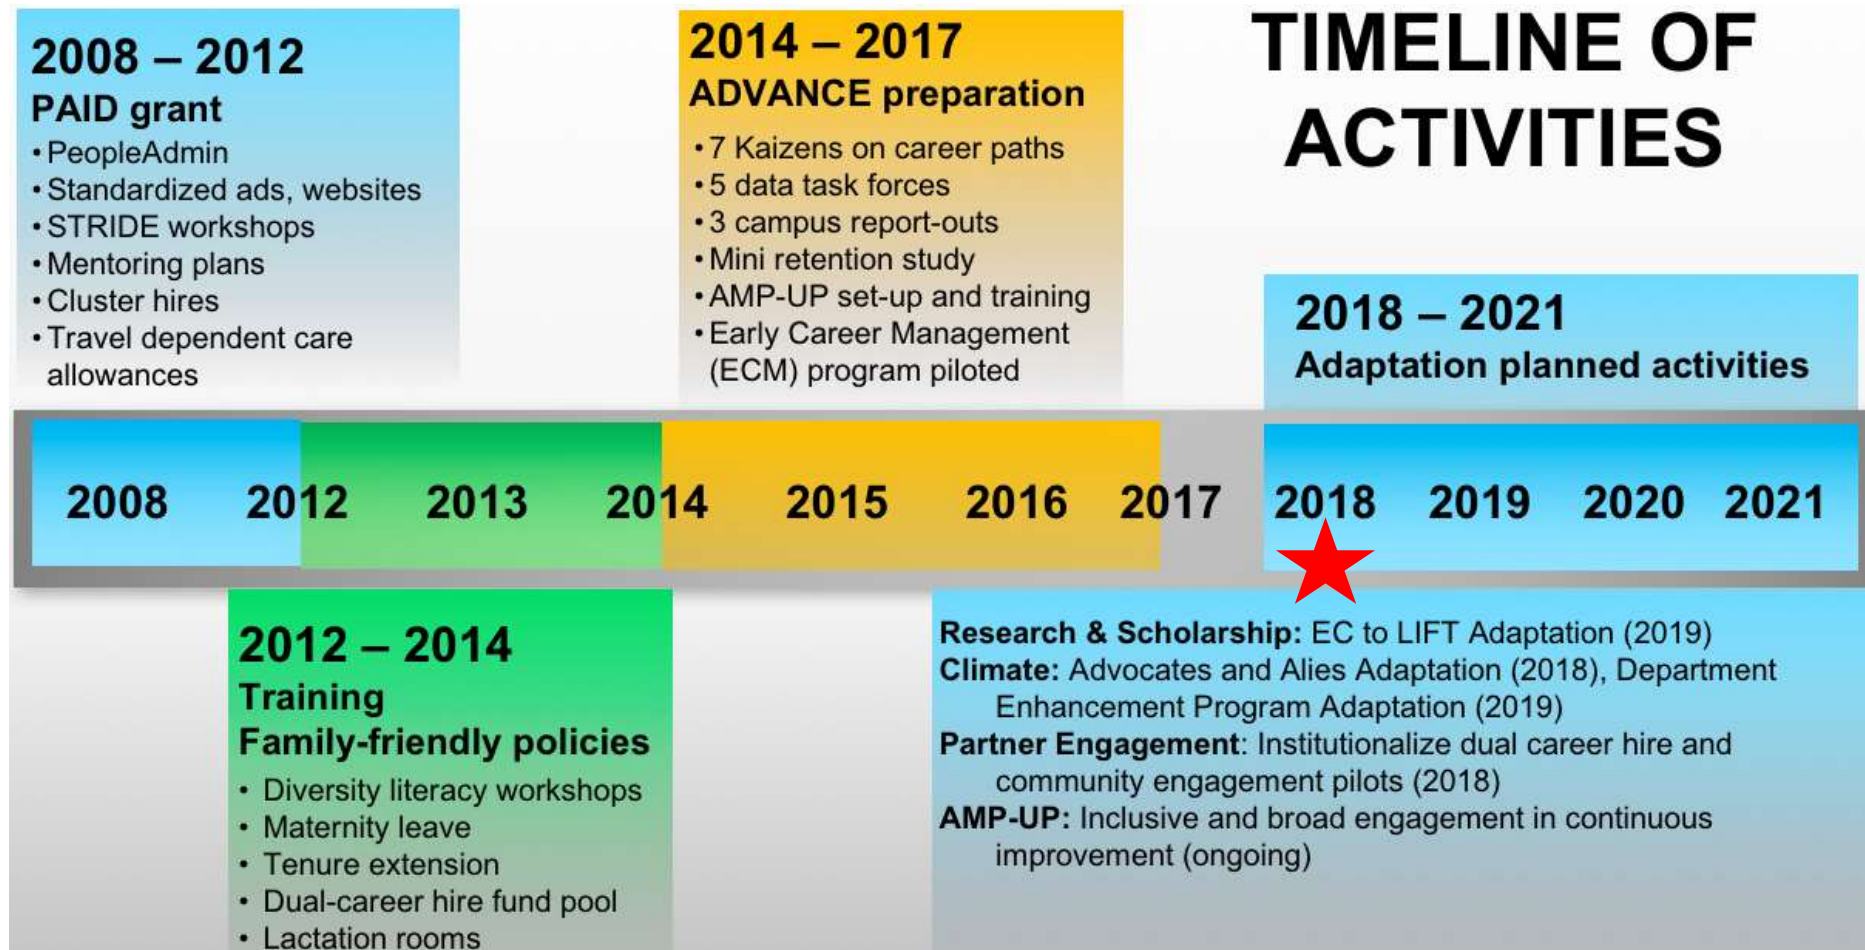 TIMELINE OF
ACTIVITIES
2008 – 2012
PAID grant
• PeopleAdmin
• Standardized ads, websites
• STRIDE workshops
• Mentoring plans
• Cluster hires
• Travel dependent care
allowances
2014 – 2017
ADVANCE preparation
• 7 Kaizens on career paths
• 5 data task forces
• 3 campus report-outs
• Mini retention study
• AMP-UP set-up and training
• Early Career Management
(ECM) program piloted
2018 – 2021
Adaptation planned activities
2008 2012 2013 2014 2015 2016 2017 2018 2019 2020 2021
2012 – 2014
Training
Family-friendly policies
• Diversity literacy workshops
• Maternity leave
• Tenure extension
• Dual-career hire fund pool
• Lactation rooms
Research & Scholarship: EC to LIFT Adaptation (2019)
Climate: Advocates and Alies Adaptation (2018), Department
Enhancement Program Adaptation (2019)
Partner Engagement: Institutionalize dual career hire and
community engagement pilots (2018)
AMP-UP: Inclusive and broad engagement in continuous
improvement (ongoing)